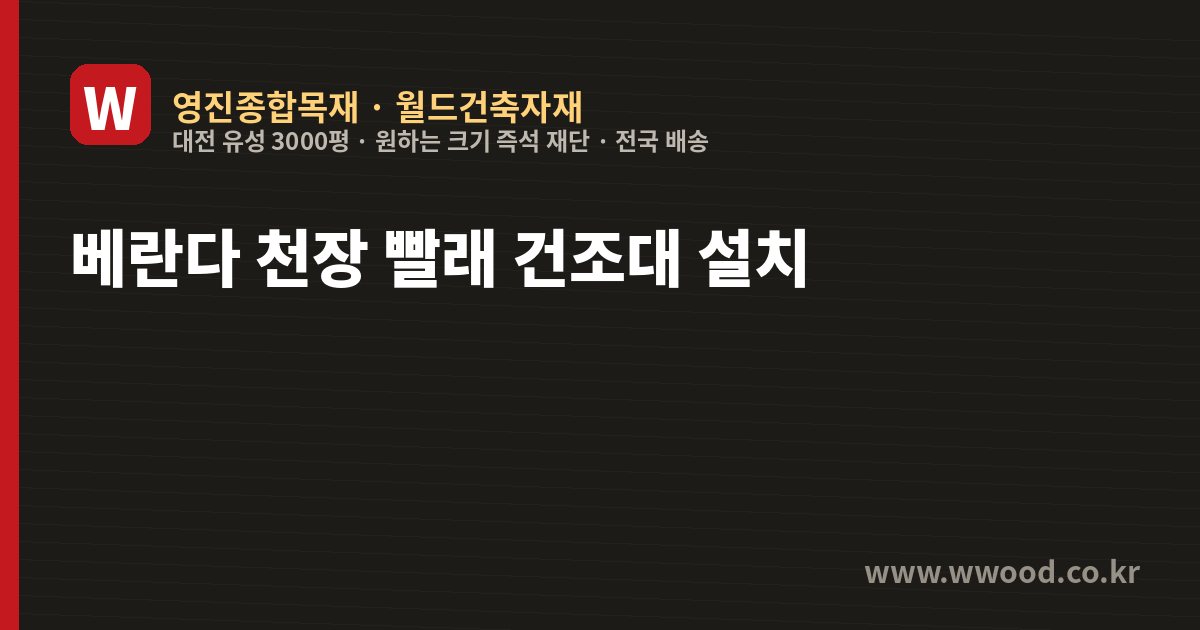 W
영진종합목재 · 월드건축자재
대전 유성 3000평 · 원하는 크기 즉석 재단 · 전국 배송
베란다 천장 빨래 건조대 설치
www.wwood.co.kr